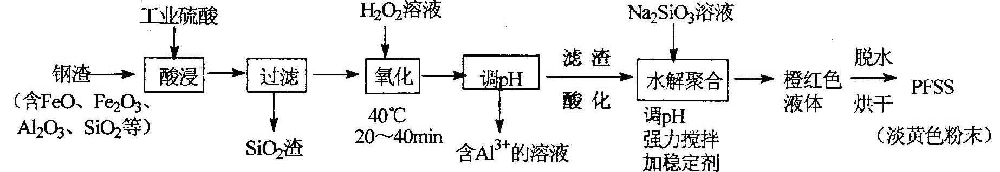 工业硫酸
H₂O₂溶液
Na₂SiO₃溶液
钢渣
酸浸
过滤
氧化
调pH
滤渣
酸化
水解聚合
橙红色
液体
脱水
烘干
PFSS
(含FeO、Fe₂O₃、
Al₂O₃、SiO₂等)
SiO₂渣
40℃
20～40min
含Al³⁺的溶液
调pH
强力搅拌
加稳定剂
(淡黄色粉末)